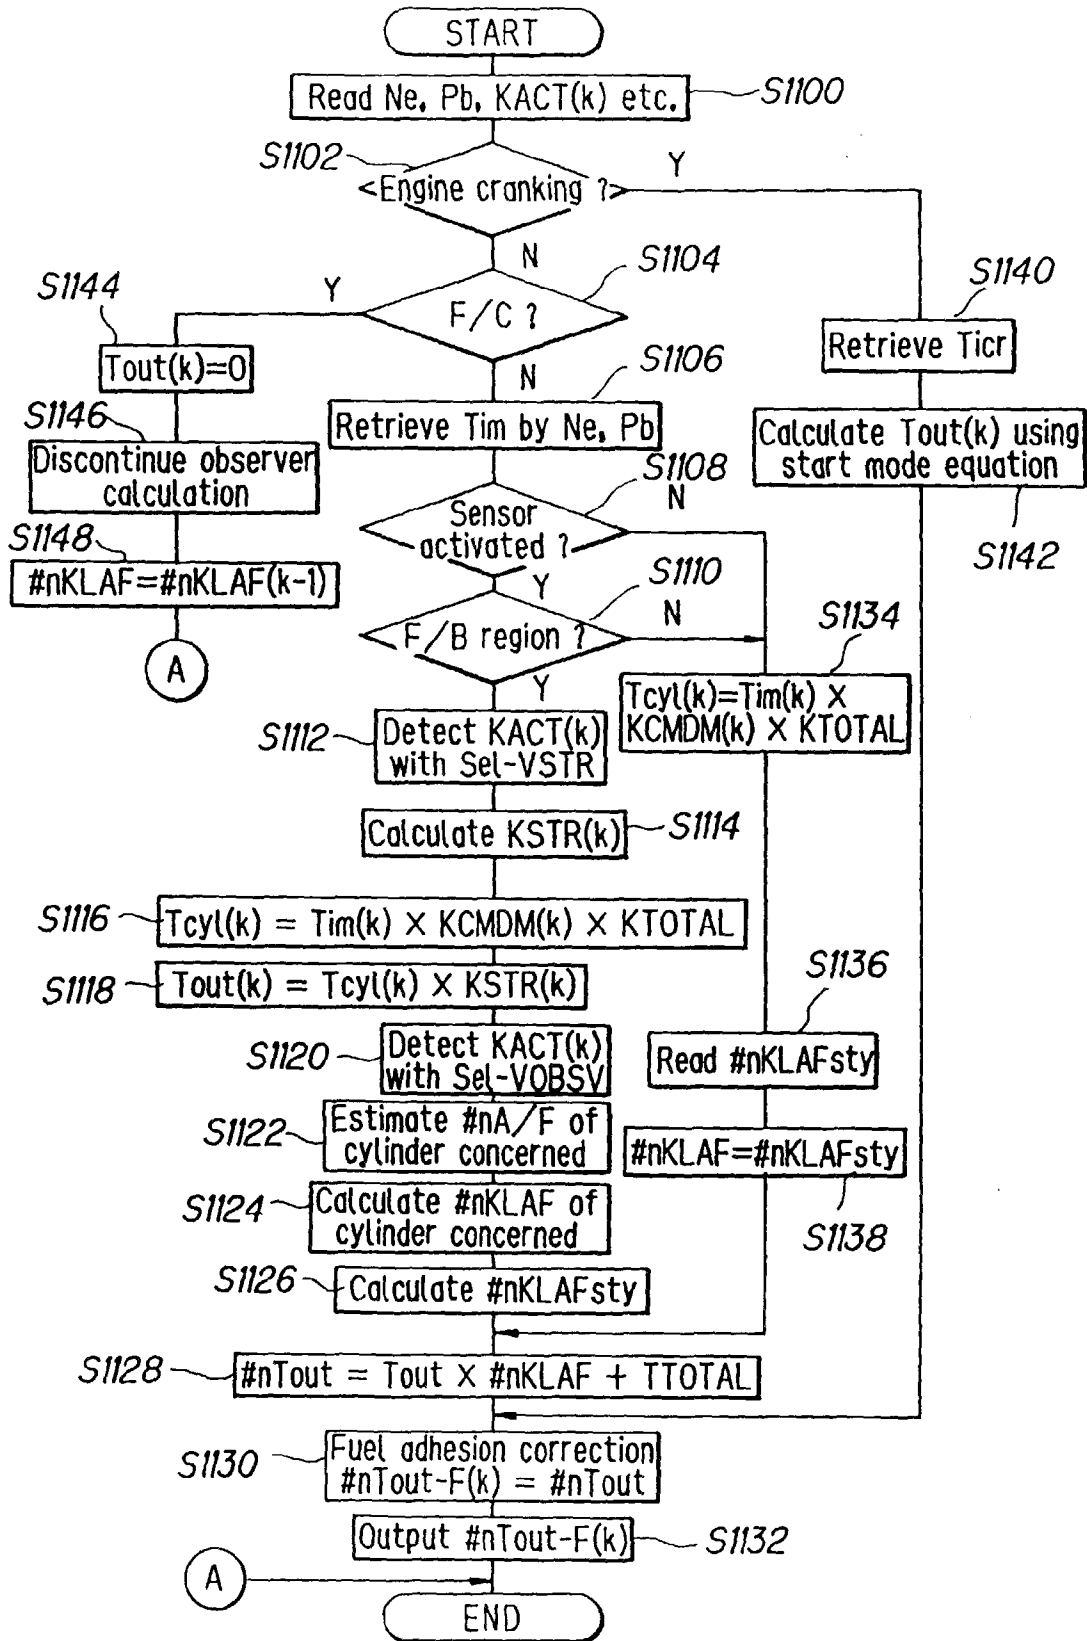 START
Read Ne, Pb, KACT(k) etc.
S1100
S1102
Engine cranking ?
Y
N
S1104
F/C ?
Y
N
S1144
Tout(k)=0
S1146
Discontinue observer
calculation
S1148
#nKLAF=#nKLAF(k-1)
A
S1106
Retrieve Tim by Ne, Pb
S1108
Sensor
activated ?
N
Y
S1110
F/B region ?
N
Y
S1140
Retrieve Ticr
Calculate Tout(k) using
start mode equation
S1142
S1134
Tcyl(k)=Tim(k) ×
KCMDM(k) × KTOTAL
S1112
Detect KACT(k)
with Sel-VSTR
Calculate KSTR(k)
S1114
S1116
Tcyl(k) = Tim(k) × KCMDM(k) × KTOTAL
S1118
Tout(k) = Tcyl(k) × KSTR(k)
S1120
Detect KACT(k)
with Sel-VOBSV
S1122
Estimate #nA/F of
cylinder concerned
S1124
Calculate #nKLAF of
cylinder concerned
S1126
Calculate #nKLAFsty
S1136
Read #nKLAFsty
#nKLAF=#nKLAFsty
S1138
S1128
#nTout = Tout × #nKLAF + TTOTAL
S1130
Fuel adhesion correction
#nTout-F(k) = #nTout
Output #nTout-F(k)
S1132
A
END